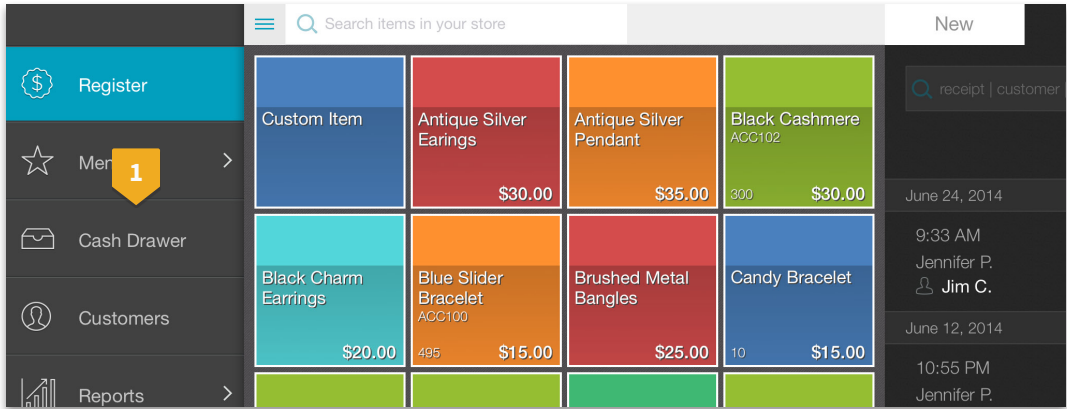 Search items in your store
New
Register
Cash Drawer
Customers
Reports
1
Custom Item
Antique Silver
Earings
$30.00
Antique Silver
Pendant
$35.00
Black Cashmere
ACC102
300 $30.00
Black Charm
Earrings
$20.00
Blue Slider
Bracelet
ACC100
495 $15.00
Brushed Metal
Bangles
$25.00
Candy Bracelet
10 $15.00
receipt | customer
June 24, 2014
9:33 AM
Jennifer P.
Jim C.
June 12, 2014
10:55 PM
Jennifer P.